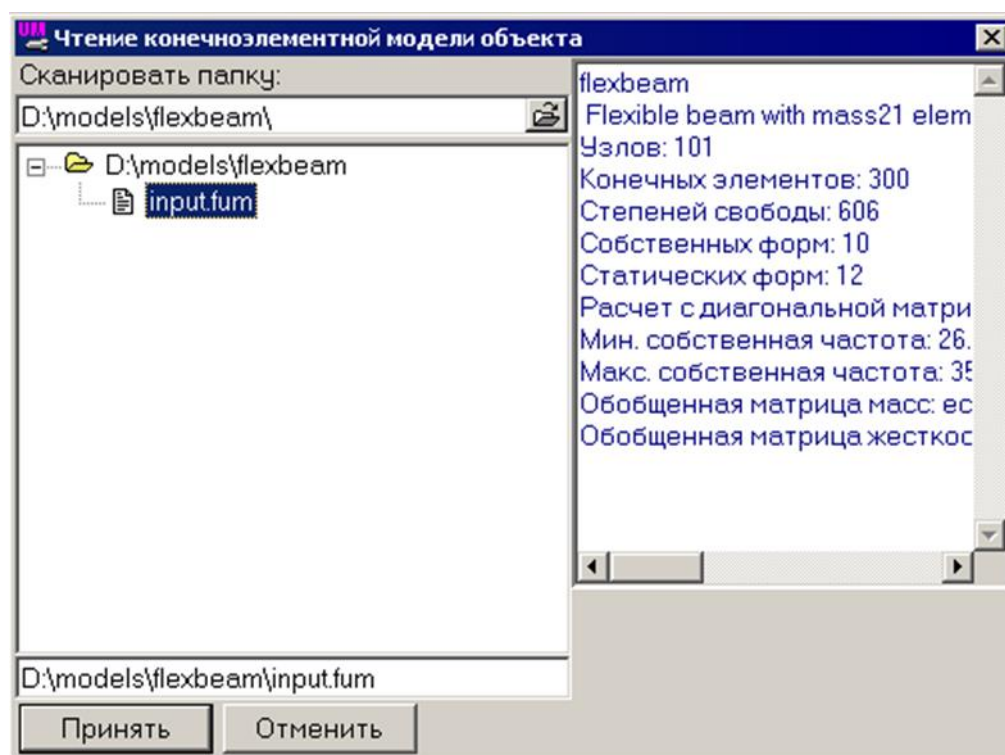 UM Чтение конечноэлементной модели объекта
Сканировать папку:
D:\models\flexbeam\
D:\models\flexbeam
input.fum
D:\models\flexbeam\input.fum
Принять Отменить
flexbeam
Flexible beam with mass21 elem
Узлов: 101
Конечных элементов: 300
Степеней свободы: 606
Собственных форм: 10
Статических форм: 12
Расчет с диагональной матри
Мин. собственная частота: 26.
Макс. собственная частота: 35
Обобщенная матрица масс: ес
Обобщенная матрица жесткос